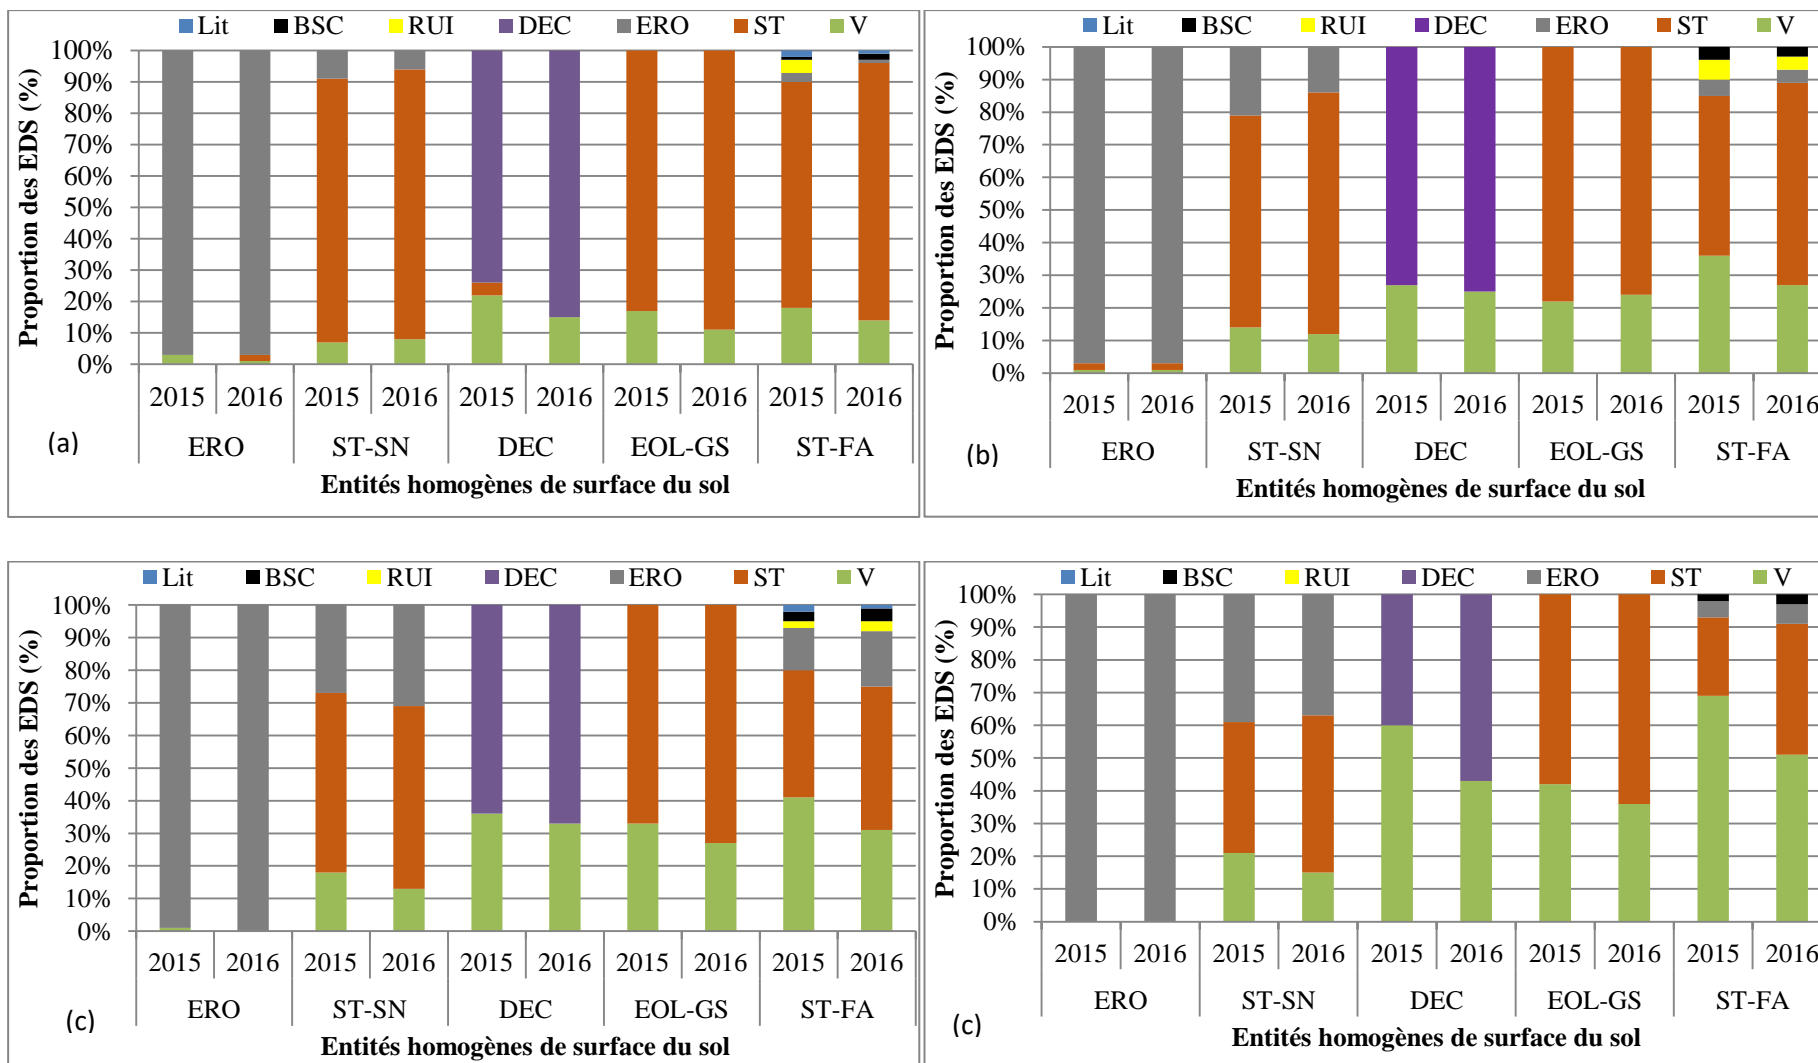 Lit BSC RUI DEC ERO ST V
Proportion des EDS (%)
100%
90%
80%
70%
60%
50%
40%
30%
20%
10%
0%
2015 2016 2015 2016 2015 2016 2015 2016 2015 2016
ERO ST-SN DEC EOL-GS ST-FA
(a)
Entités homogènes de surface du sol
Lit BSC RUI DEC ERO ST V
Proportion des EDS (%)
100%
90%
80%
70%
60%
50%
40%
30%
20%
10%
0%
2015 2016 2015 2016 2015 2016 2015 2016 2015 2016
ERO ST-SN DEC EOL-GS ST-FA
(b)
Entités homogènes de surface du sol
Lit BSC RUI DEC ERO ST V
Proportion des EDS (%)
100%
90%
80%
70%
60%
50%
40%
30%
20%
10%
0%
2015 2016 2015 2016 2015 2016 2015 2016 2015 2016
ERO ST-SN DEC EOL-GS ST-FA
(c)
Entités homogènes de surface du sol
Lit BSC RUI DEC ERO ST V
Proportion des EDS (%)
100%
90%
80%
70%
60%
50%
40%
30%
20%
10%
0%
2015 2016 2015 2016 2015 2016 2015 2016 2015 2016
ERO ST-SN DEC EOL-GS ST-FA
(c)
Entités homogènes de surface du sol